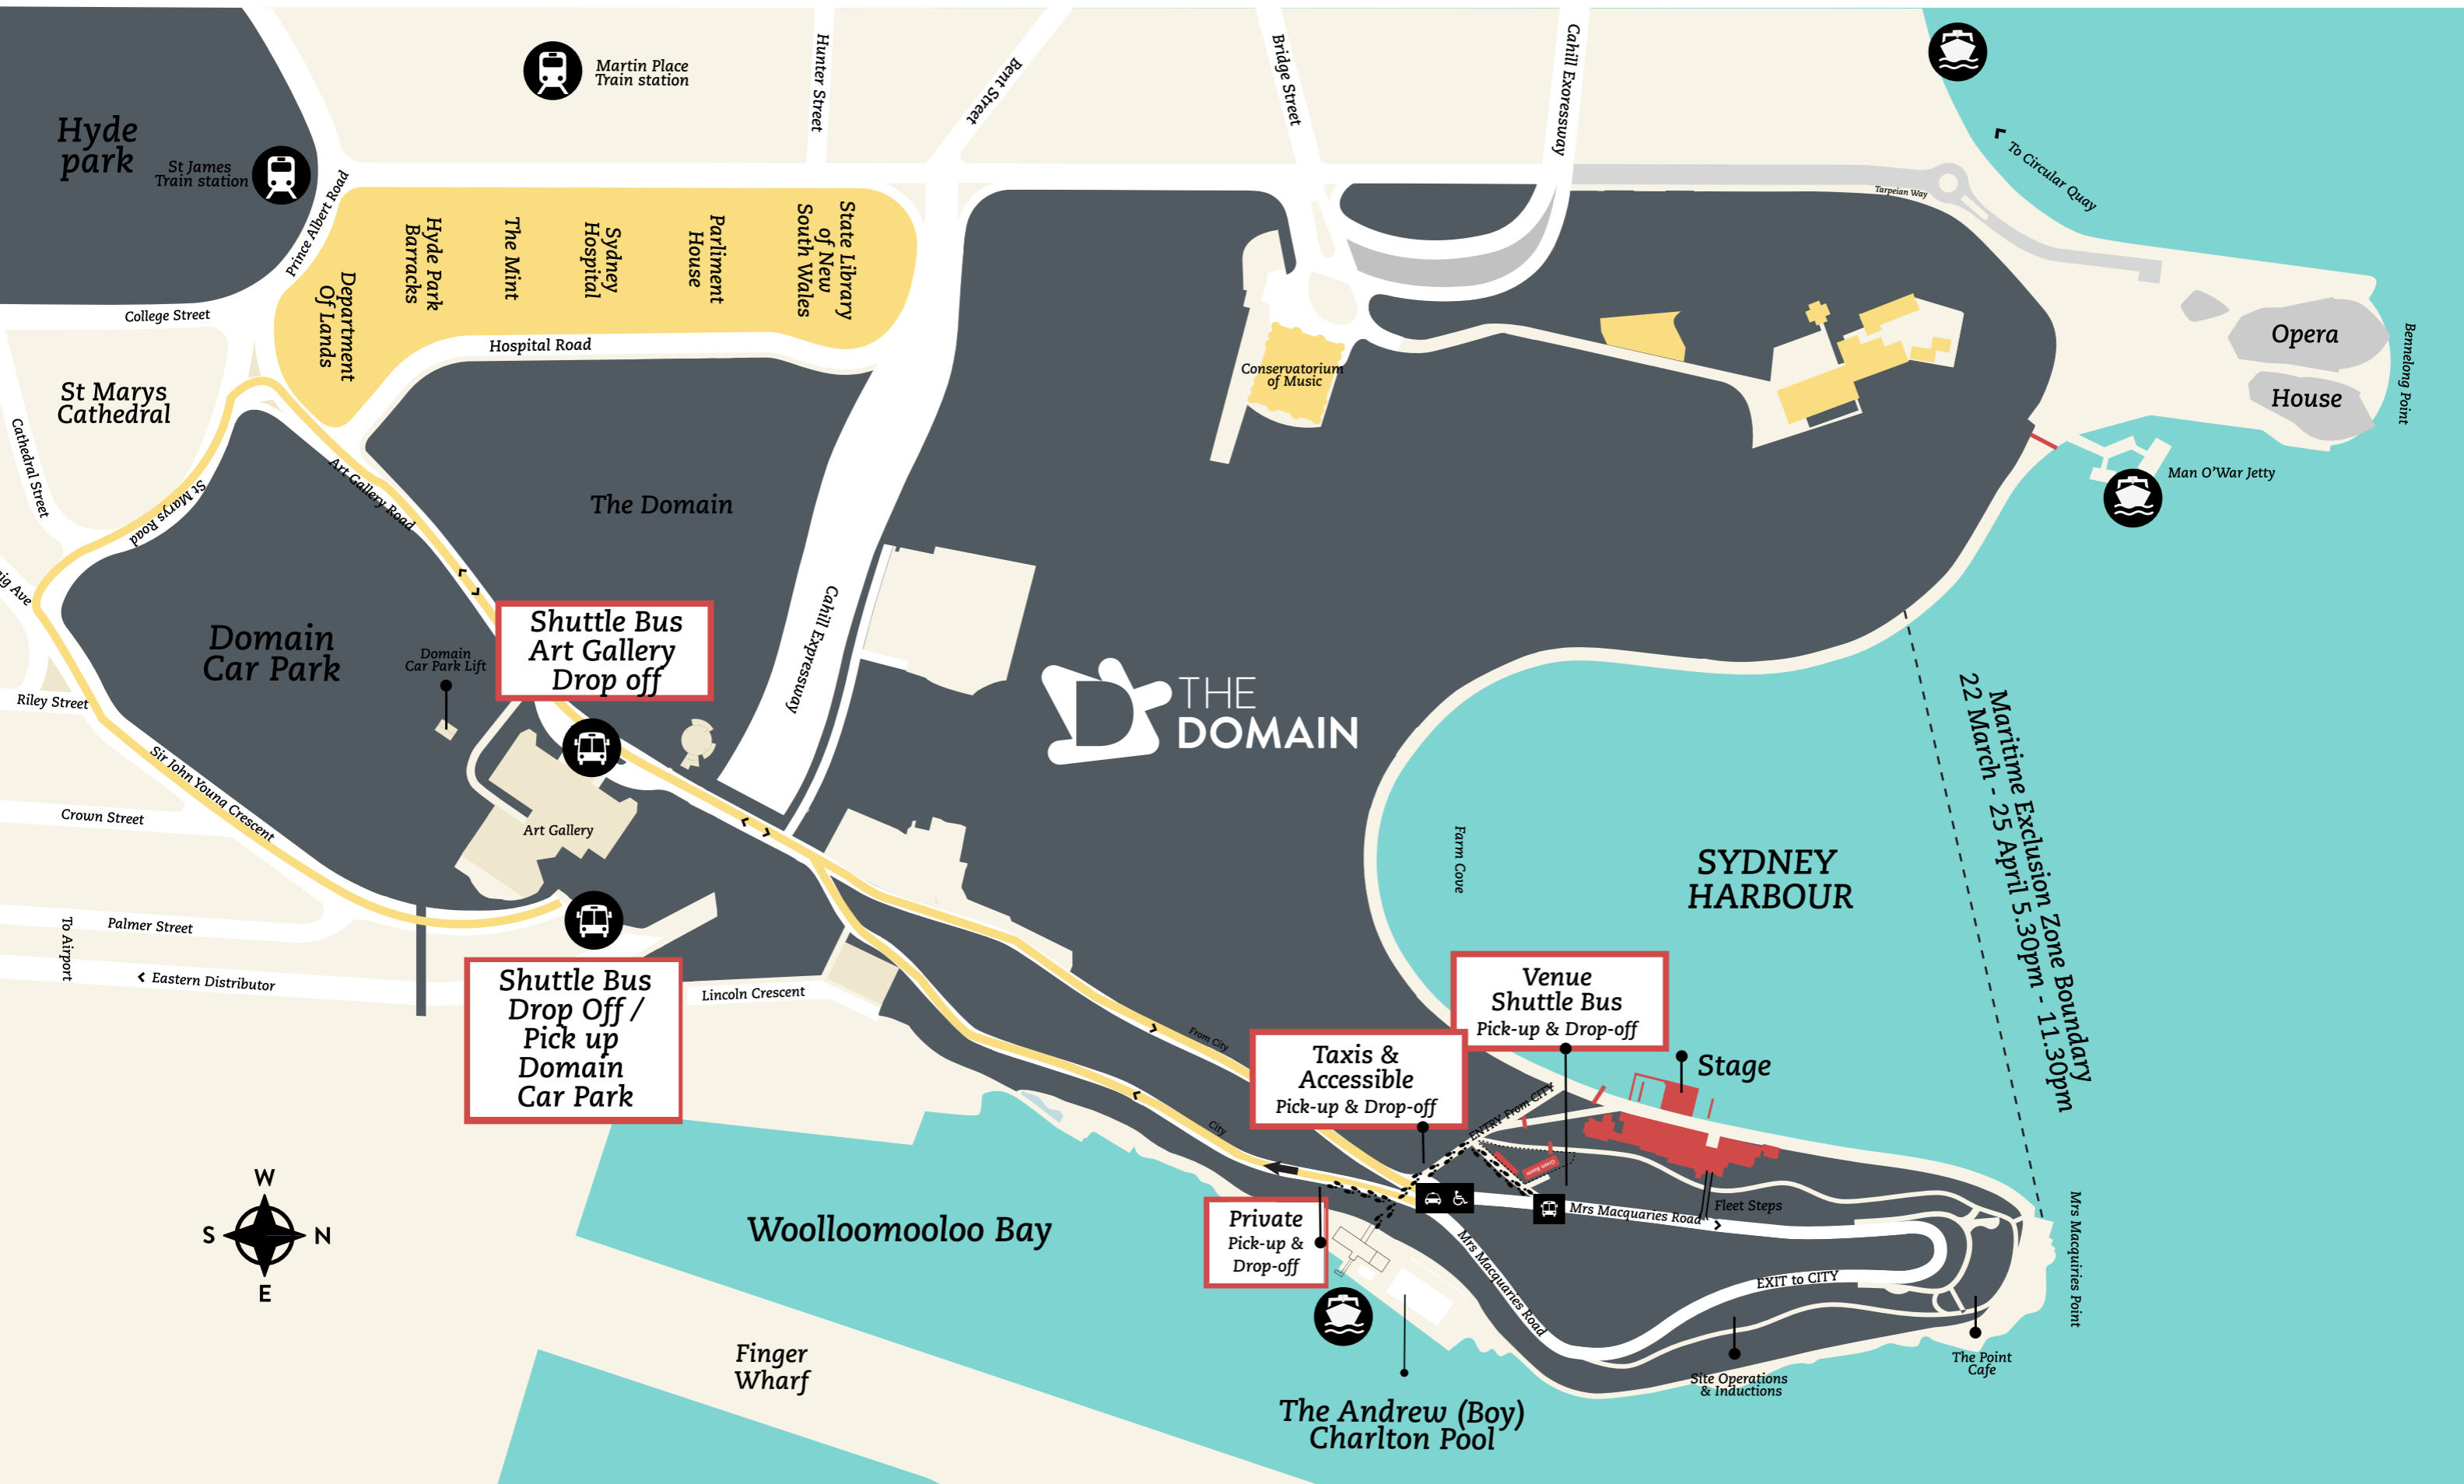 Hyde
park
St James
Train station
Martin Place
Train station
Hunter Street
Bent Street
Bridge Street
Cahill Exoressway
To Circular Quay
Tarpeian Way
Prince Albert Road
Department
Of Lands
Hyde Park
Barracks
The Mint
Sydney
Hospital
Parliment
House
State Library
of New
South Wales
College Street
Hospital Road
St Marys
Cathedral
Cathedral Street
St Marys Road
Art Gallery Road
The Domain
Conservatorium
of Music
Opera
House
Bennelong Point
Man O'War Jetty
Ave
Domain
Car Park
Domain
Car Park Lift
Shuttle Bus
Art Gallery
Drop off
Cahill Expressway
THE
DOMAIN
Riley Street
Sir John Young Crescent
Crown Street
Art Gallery
Palmer Street
To Airport
Eastern Distributor
Lincoln Crescent
Shuttle Bus
Drop Off /
Pick up
Domain
Car Park
Farm Cove
SYDNEY
HARBOUR
Maritime Exclusion Zone Boundary
22 March - 25 April 5.30pm - 11.30pm
Venue
Shuttle Bus
Pick-up & Drop-off
Taxis &
Accessible
Pick-up & Drop-off
Stage
From City
City
ENTRY From CITY
Private
Pick-up &
Drop-off
Mrs Macquaries Road
Fleet Steps
Mrs Macquaries Road
EXIT to CITY
Mrs Macquiries Point
The Point
Cafe
Site Operations
& Inductions
Woolloomooloo Bay
Finger
Wharf
The Andrew (Boy)
Charlton Pool
W
S
N
E